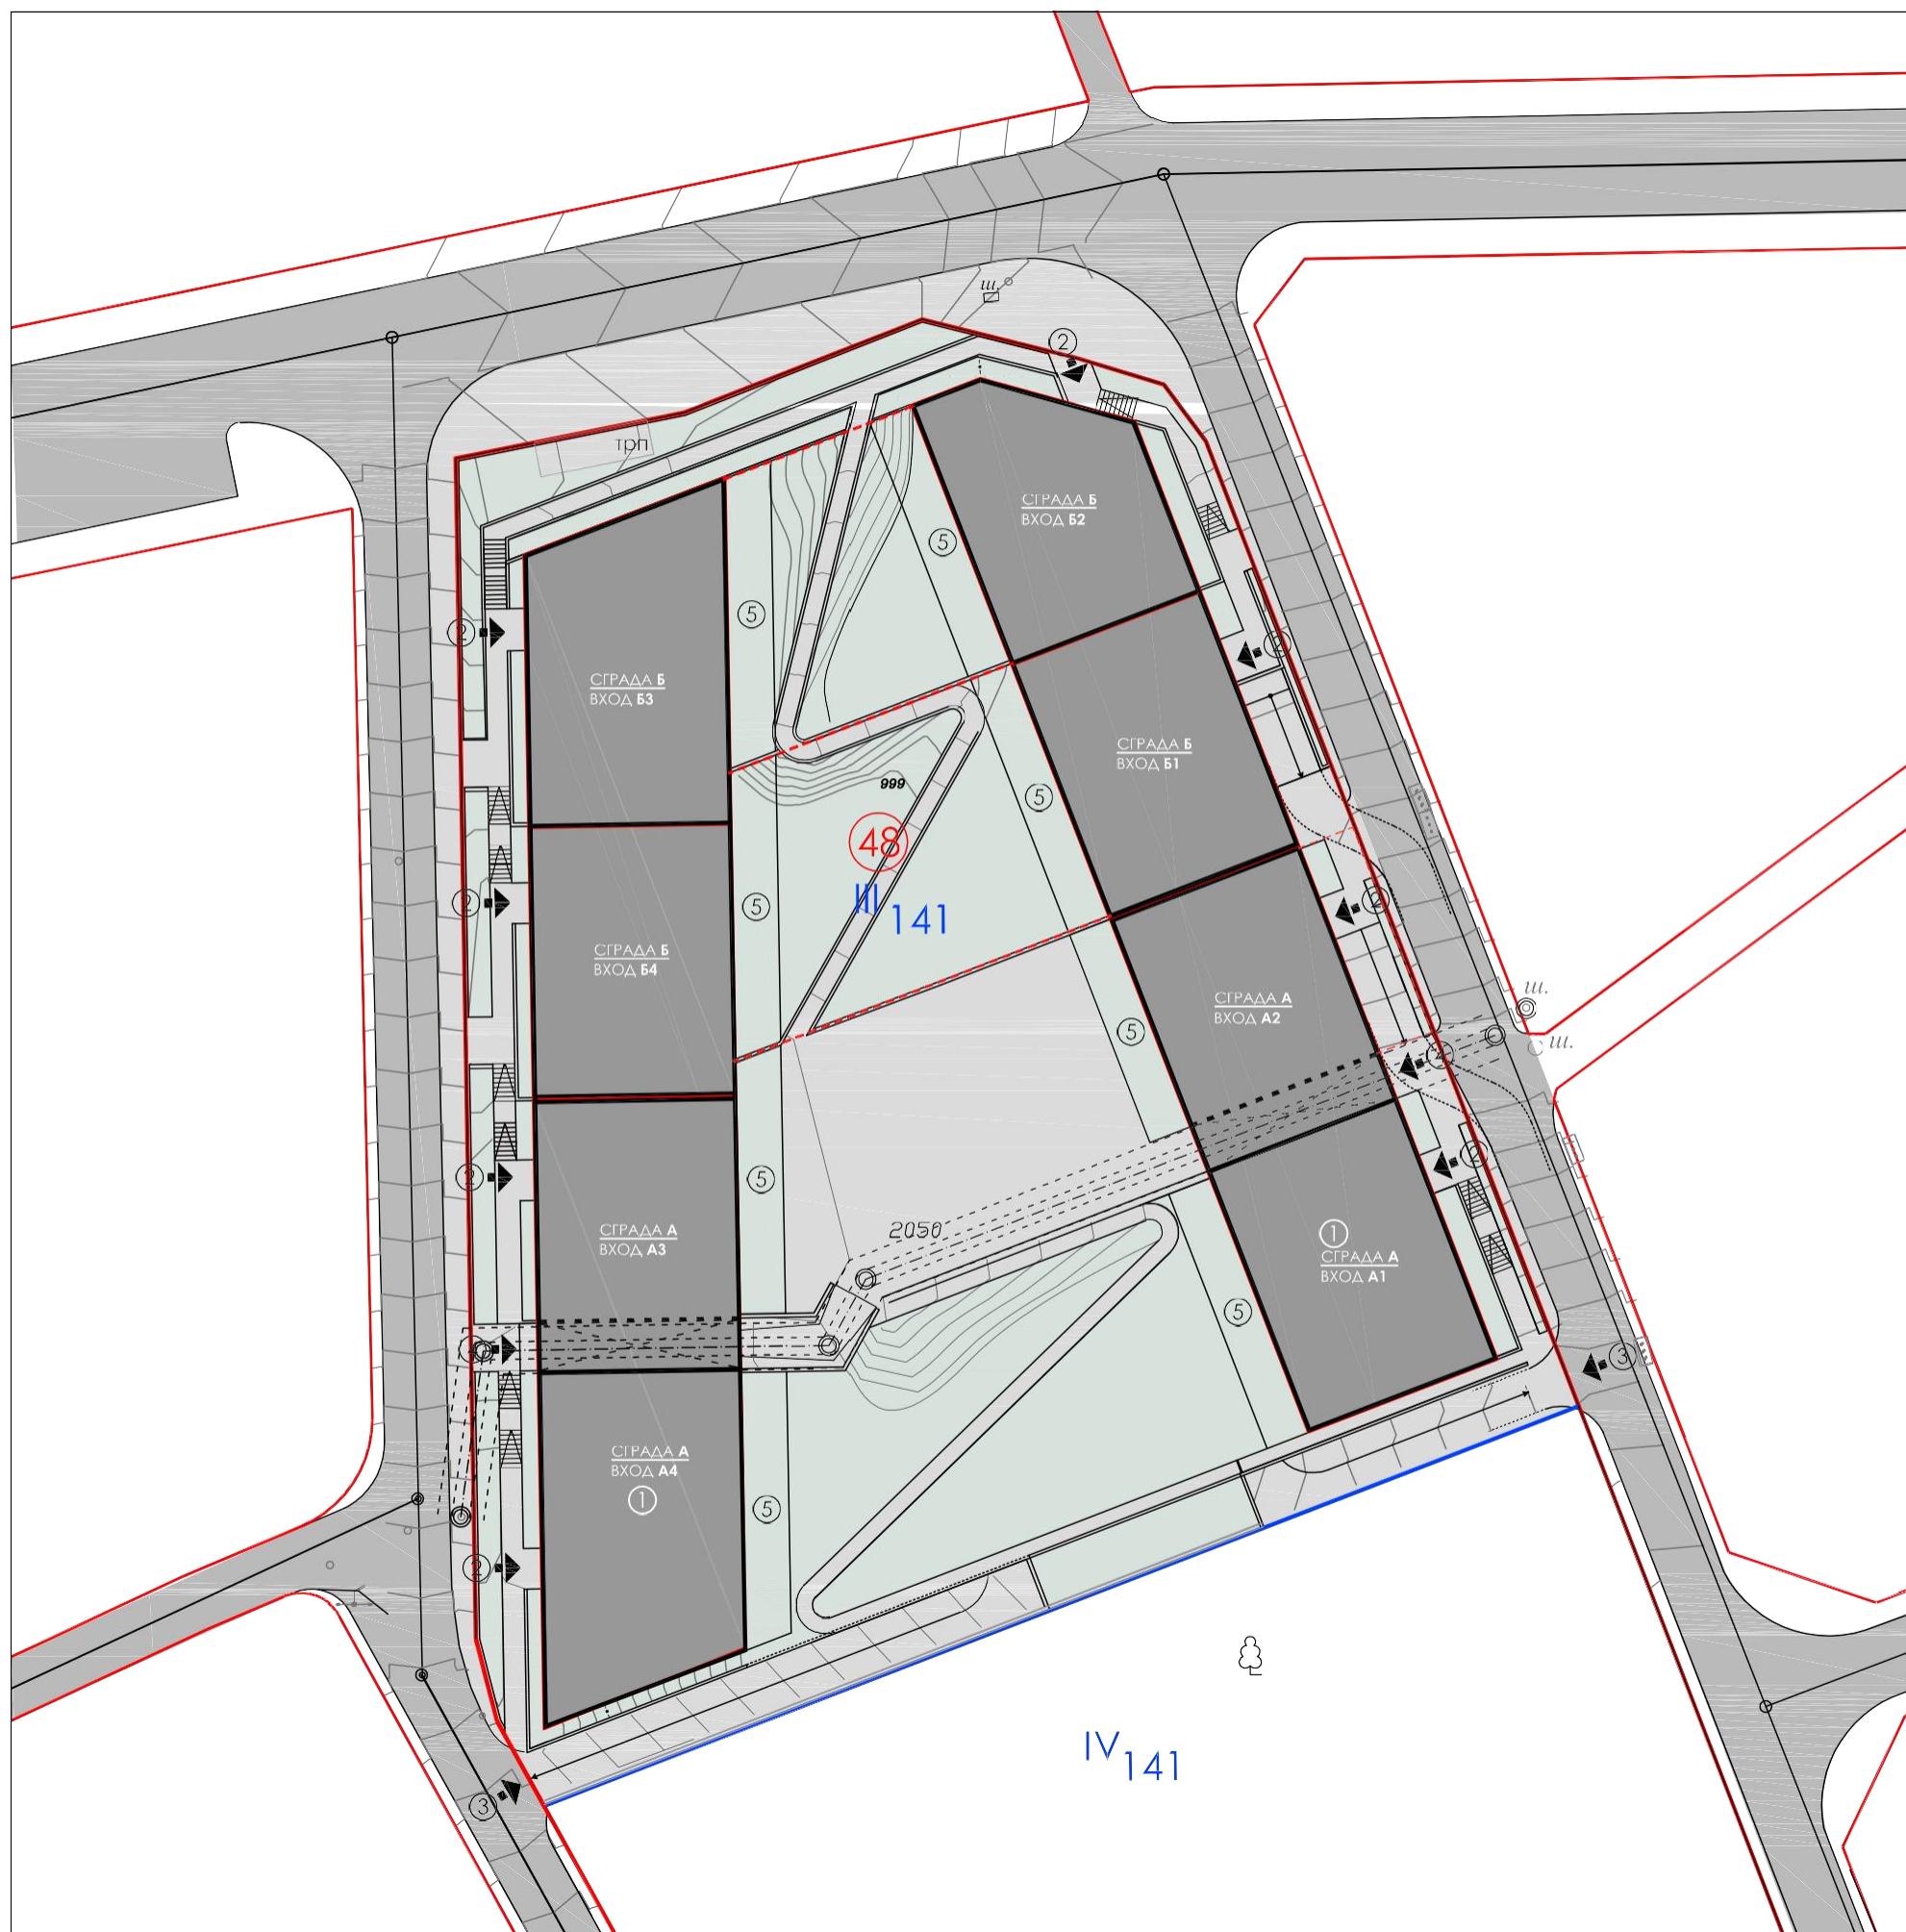 ш.
2
ТРП
СГРАДА Б
ВХОД Б2
5
5
2
2
СГРАДА Б
ВХОД Б3
СГРАДА Б
ВХОД Б1
999
5
48
III 141
5
2
2
СГРАДА Б
ВХОД Б4
СГРАДА А
ВХОД А2
ш.
5
ш.
2
2
5
СГРАДА А
ВХОД А3
2050
1
СГРАДА А
ВХОД А1
5
3
СГРАДА А
ВХОД А4
1
5
2
IV 141
3